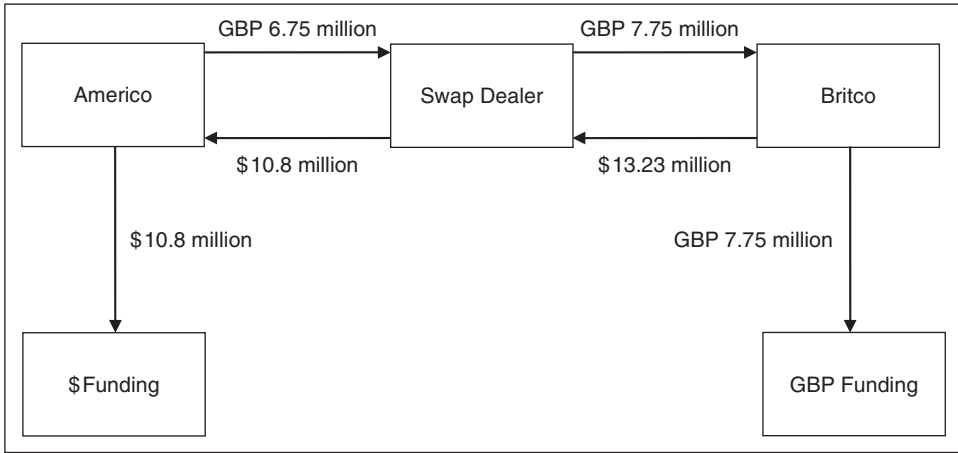 GBP 6.75 million
GBP 7.75 million
Americo
Swap Dealer
Britco
$10.8 million
$13.23 million
$10.8 million
GBP 7.75 million
$Funding
GBP Funding